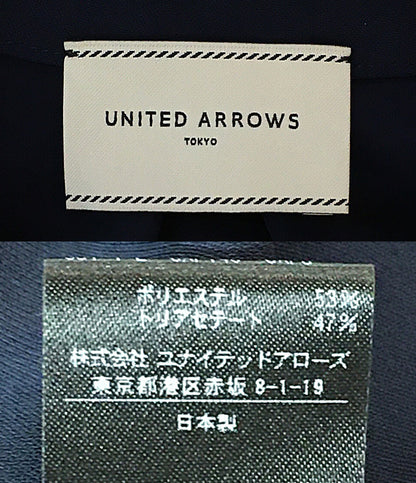 UNITED ARROWS
TOKYO
ポリエステル 53%
トリアセテート 47%
株式会社 ユナイテッドアローズ
東京都港区赤坂 8-1-19
日本製